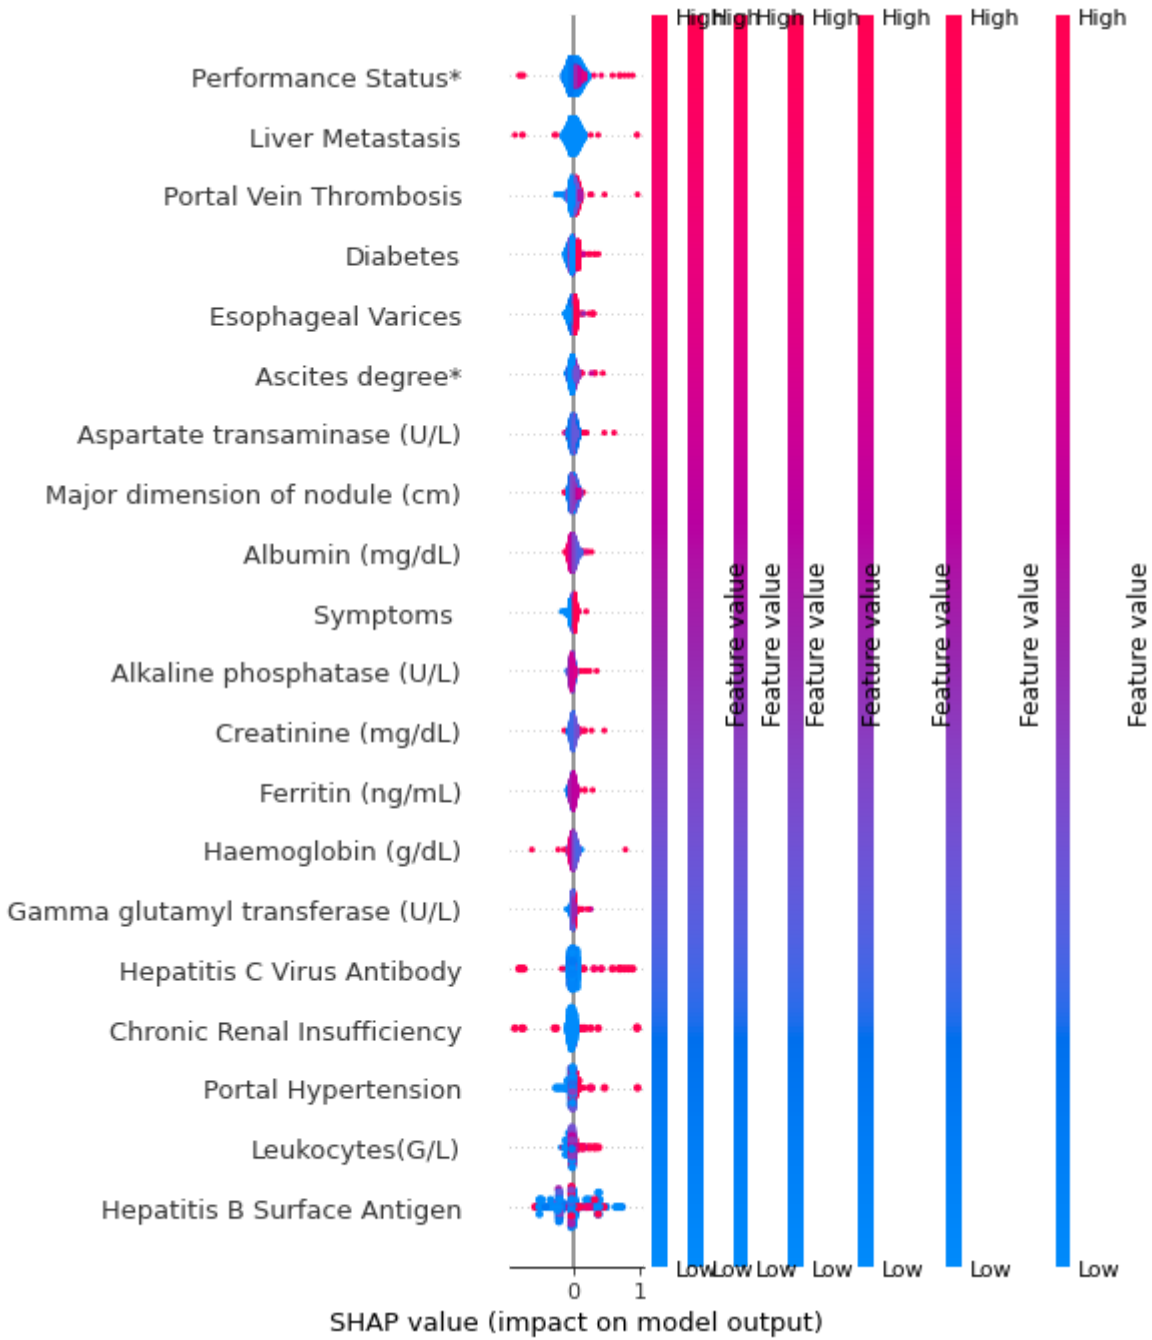 High High High High High High High
Performance Status*
Liver Metastasis
Portal Vein Thrombosis
Diabetes
Esophageal Varices
Ascites degree*
Aspartate transaminase (U/L)
Major dimension of nodule (cm)
Albumin (mg/dL)
Symptoms
Alkaline phosphatase (U/L)
Creatinine (mg/dL)
Ferritin (ng/mL)
Haemoglobin (g/dL)
Gamma glutamyl transferase (U/L)
Hepatitis C Virus Antibody
Chronic Renal Insufficiency
Portal Hypertension
Leukocytes(G/L)
Hepatitis B Surface Antigen
Feature value
Feature value
Feature value
Feature value
Feature value
Feature value
Feature value
Low Low Low Low Low Low Low
0 1
SHAP value (impact on model output)